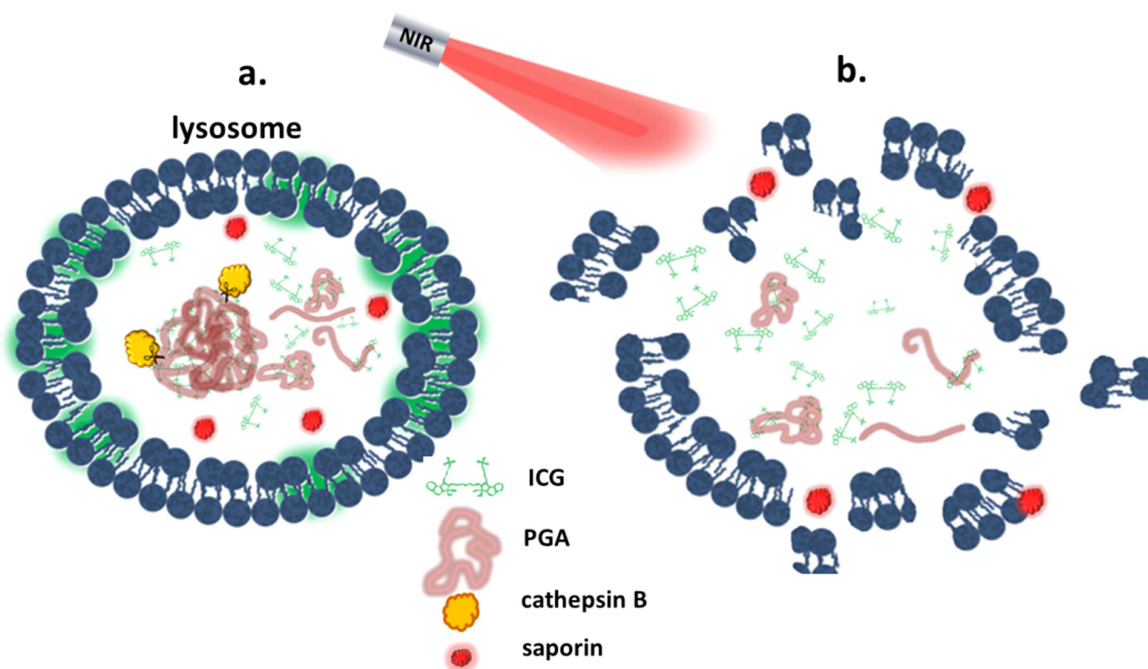 NIR
a.
b.
lysosome
ICG
PGA
cathepsin B
saporin